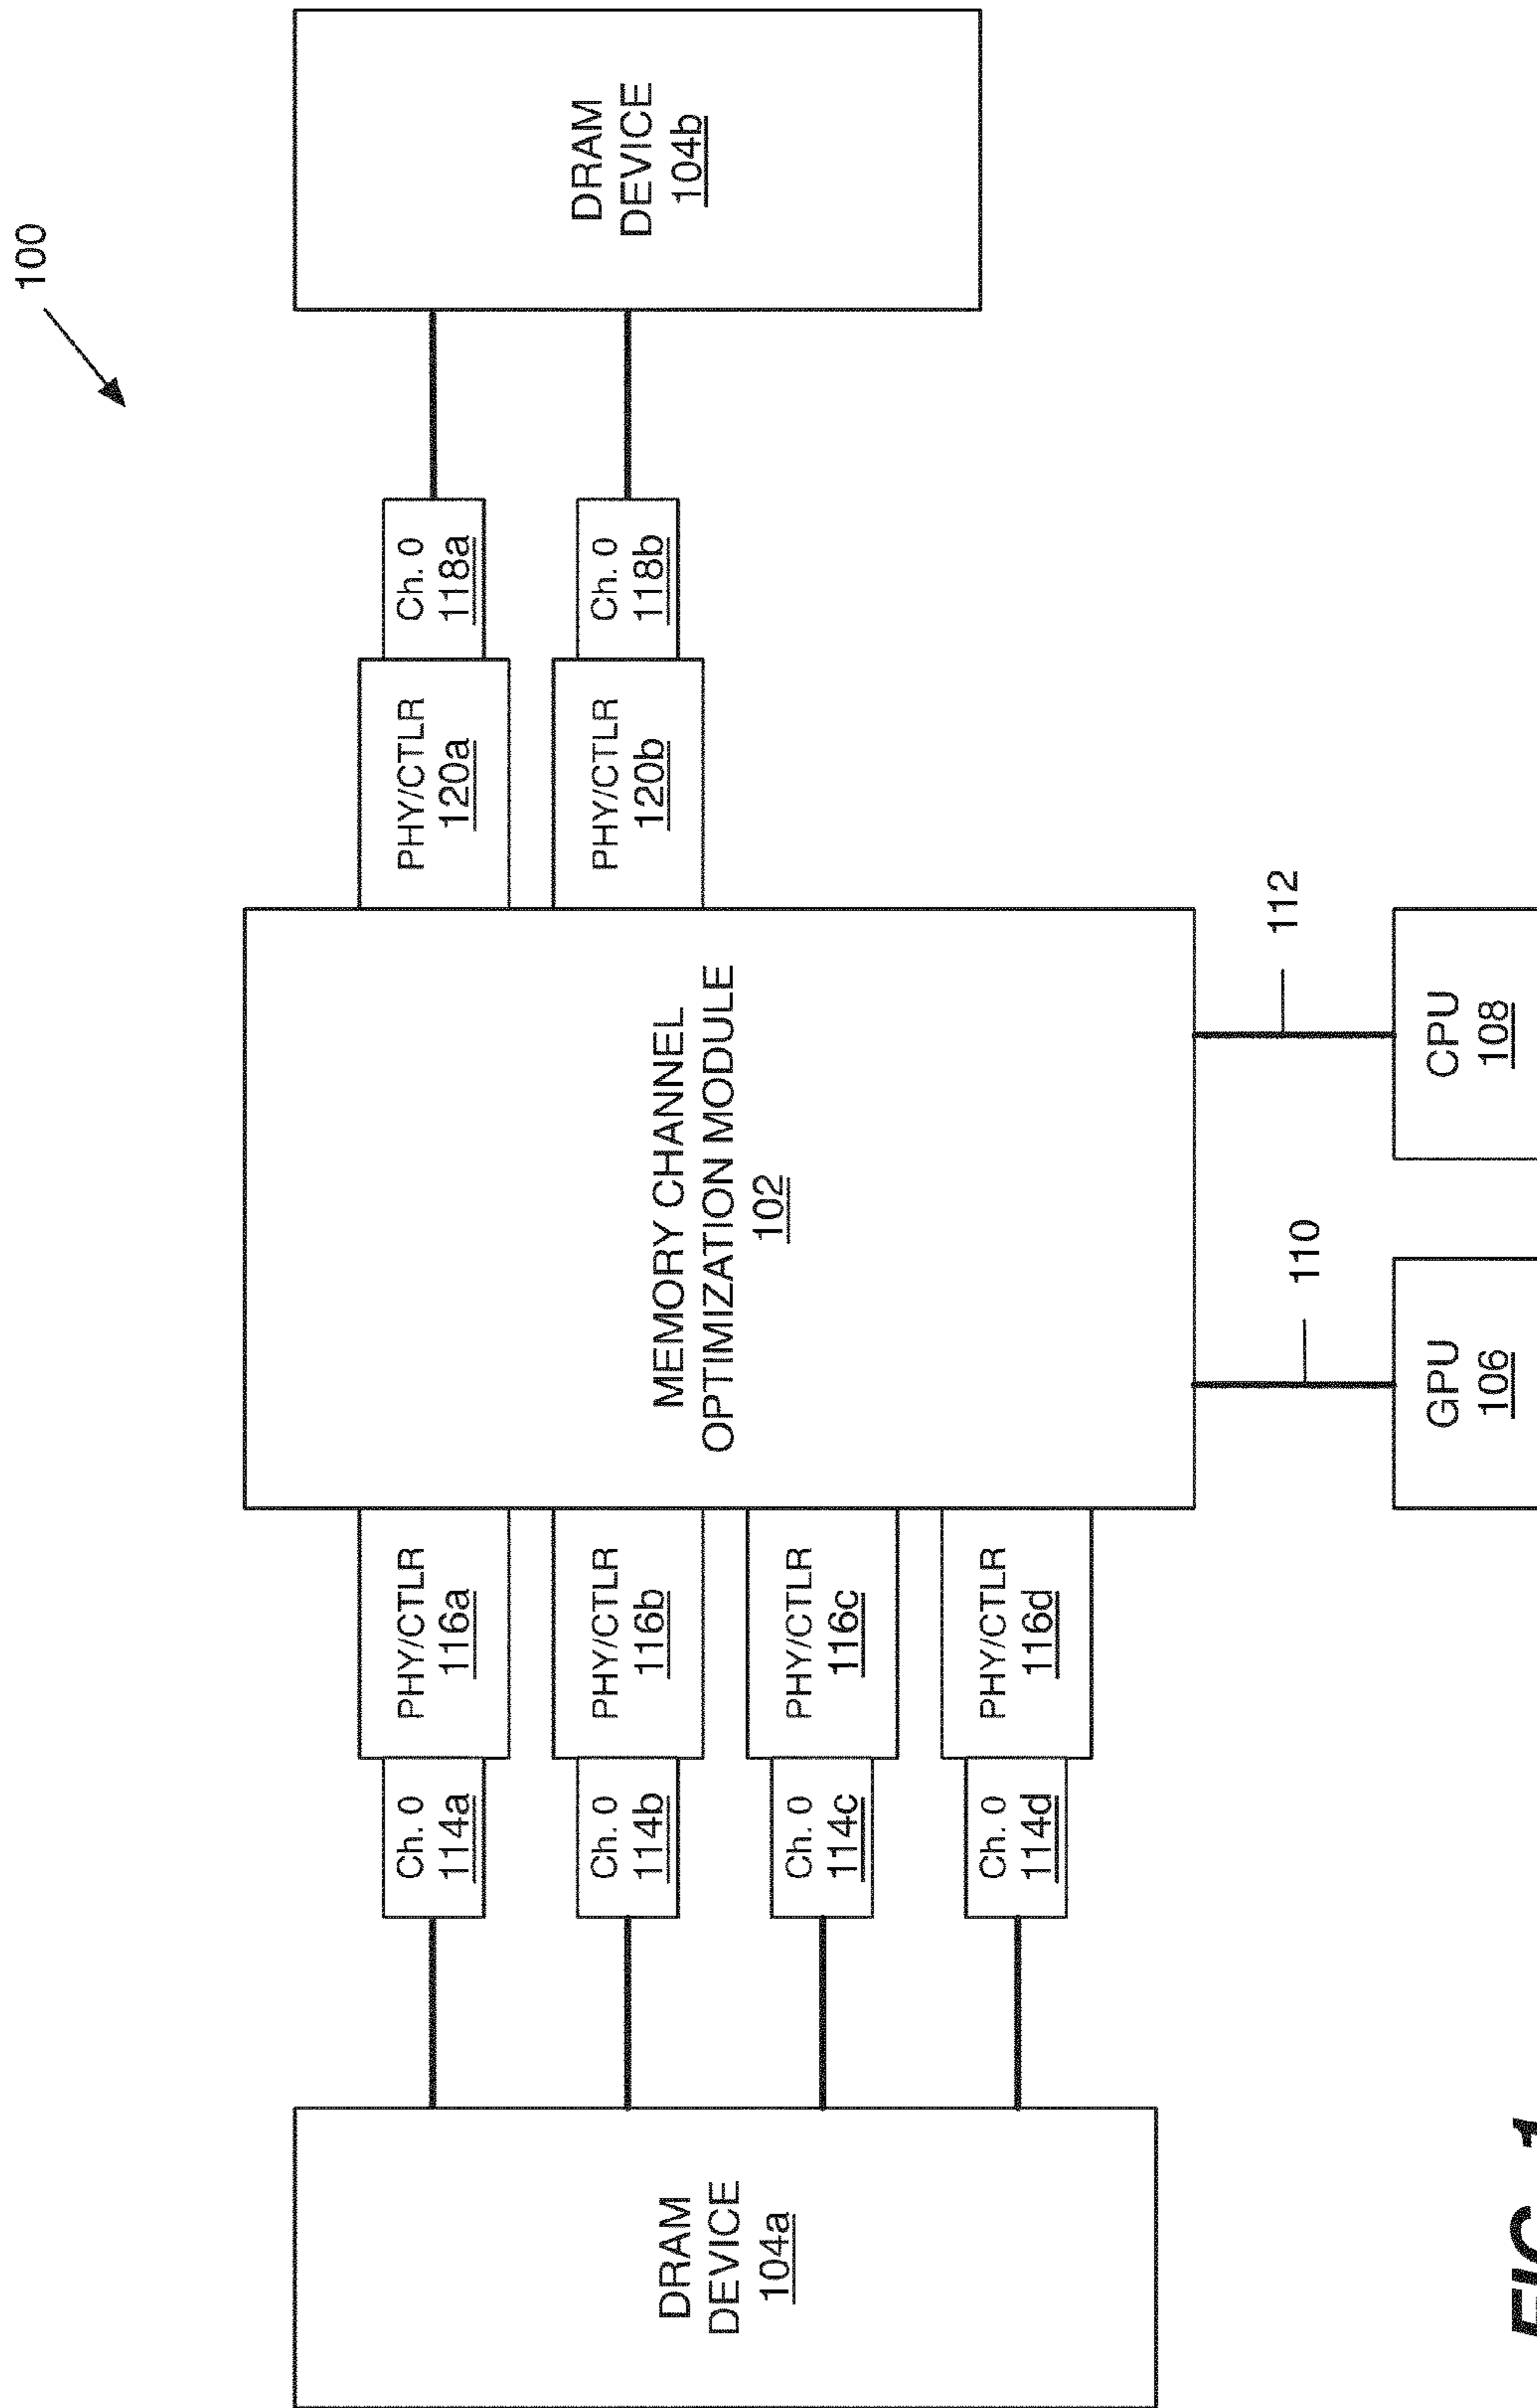 100
DRAM
DEVICE
104a
Ch. 0
114a
PHY/CTLR
116a
Ch. 0
114b
PHY/CTLR
116b
Ch. 0
114c
PHY/CTLR
116c
Ch. 0
114d
PHY/CTLR
116d
MEMORY CHANNEL
OPTIMIZATION MODULE
102
PHY/CTLR
120a
Ch. 0
118a
PHY/CTLR
120b
Ch. 0
118b
DRAM
DEVICE
104b
110
112
GPU
106
CPU
108
FIG. 1